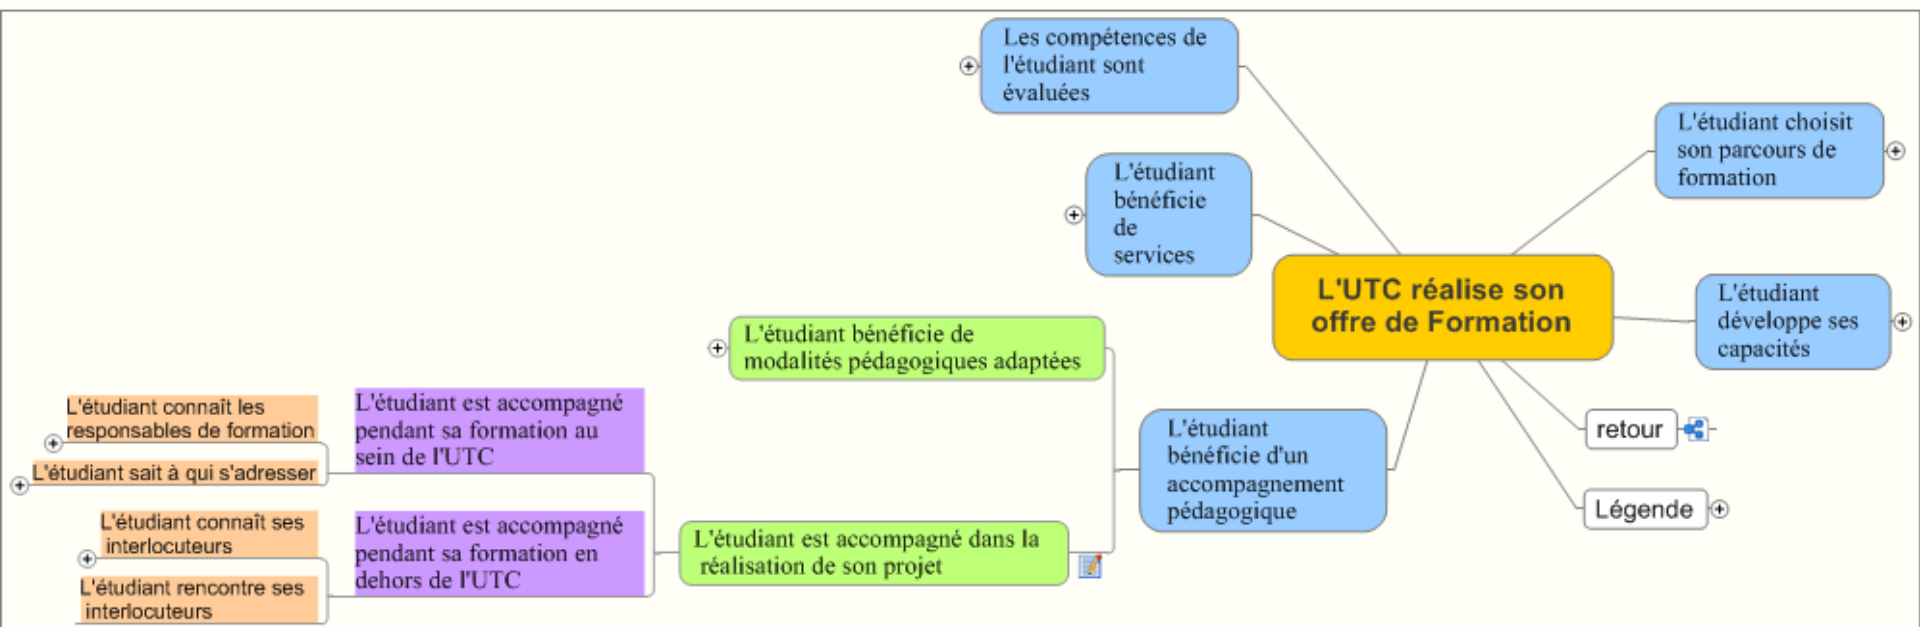 Les compétences de
l'étudiant sont
évaluées
L'étudiant choisit
son parcours de
formation
L'étudiant
bénéficie
de
services
L'UTC réalise son
offre de Formation
L'étudiant
développe ses
capacités
L'étudiant bénéficie de
modalités pédagogiques adaptées
L'étudiant connaît les
responsables de formation
L'étudiant sait à qui s'adresser
L'étudiant est accompagné
pendant sa formation au
sein de l'UTC
L'étudiant
bénéficie d'un
accompagnement
pédagogique
retour
Légende
L'étudiant connaît ses
interlocuteurs
L'étudiant rencontre ses
interlocuteurs
L'étudiant est accompagné
pendant sa formation en
dehors de l'UTC
L'étudiant est accompagné dans la
réalisation de son projet